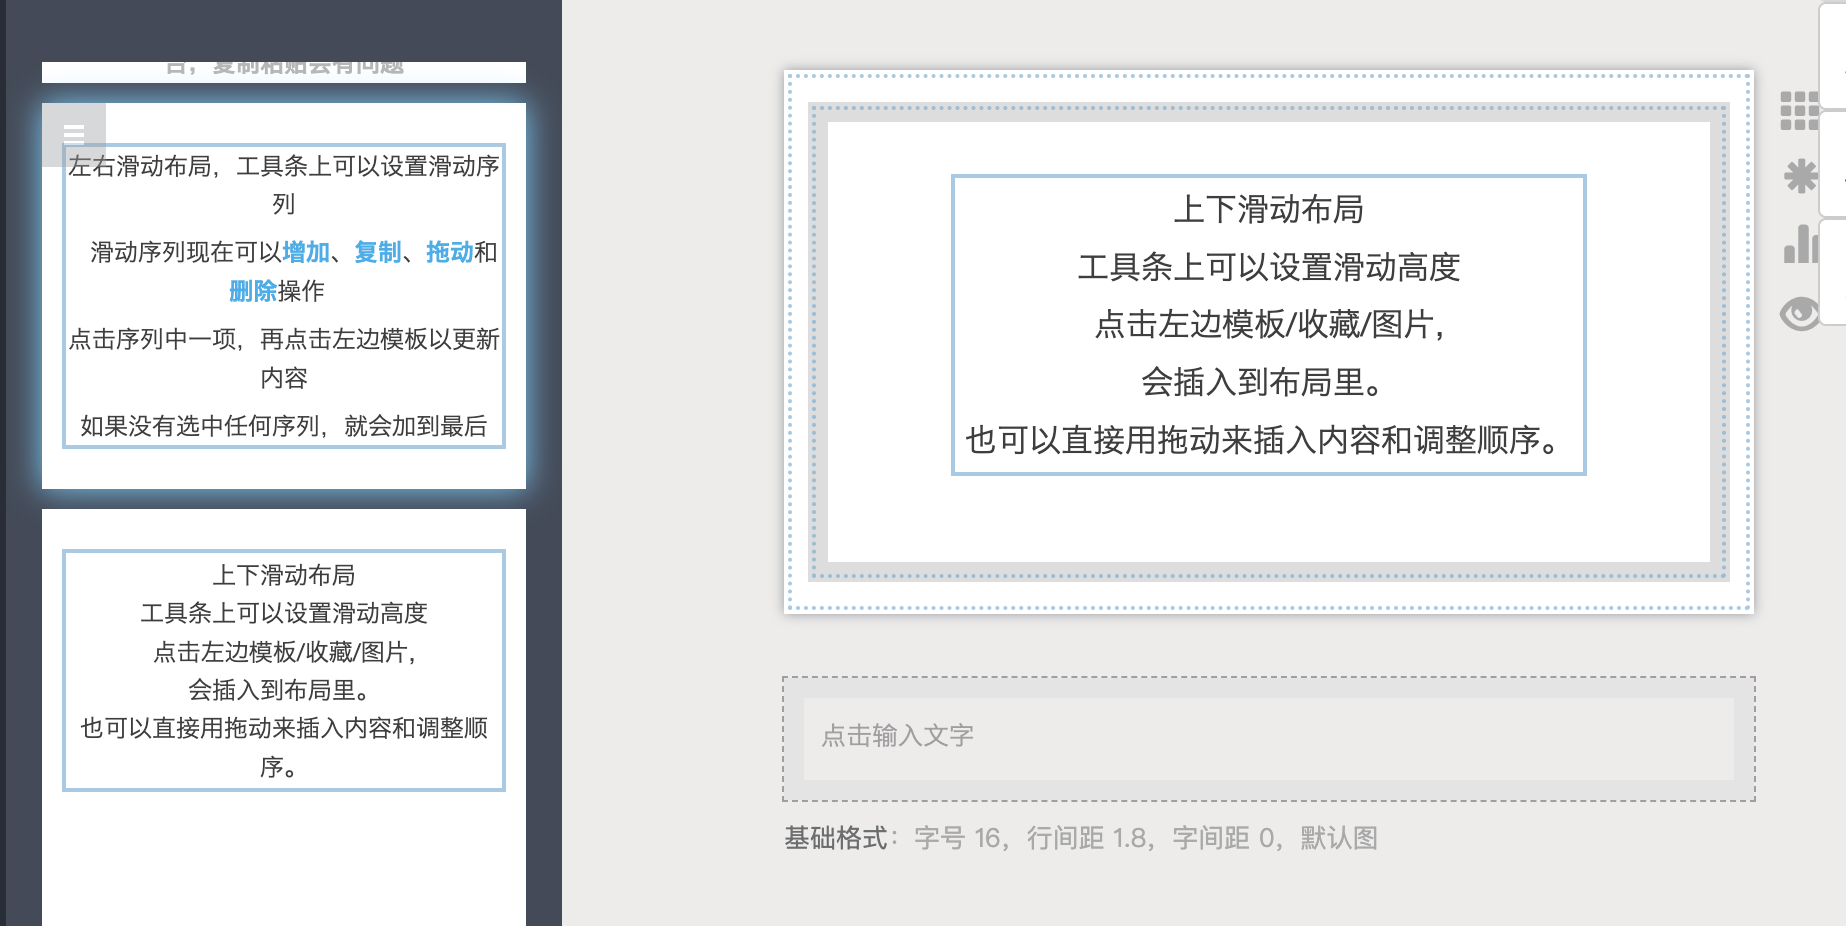 台，复制粘贴会有问题
左右滑动布局，工具条上可以设置滑动序
列
滑动序列现在可以增加、复制、拖动和
删除操作
点击序列中一项，再点击左边模板以更新
内容
如果没有选中任何序列，就会加到最后
上下滑动布局
工具条上可以设置滑动高度
点击左边模板/收藏/图片，
会插入到布局里。
也可以直接用拖动来插入内容和调整顺
序。
上下滑动布局
工具条上可以设置滑动高度
点击左边模板/收藏/图片，
会插入到布局里。
也可以直接用拖动来插入内容和调整顺序。
点击输入文字
基础格式：字号 16，行间距 1.8，字间距 0，默认图